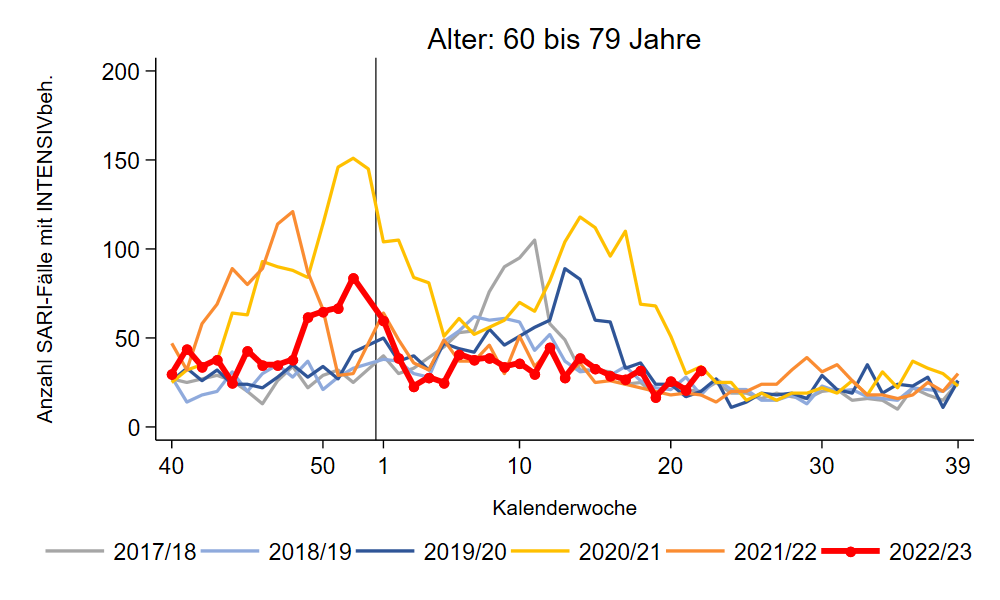 Alter: 60 bis 79 Jahre
Anzahl SARI-Fälle mit INTENSIVbeh.
200
150
100
50
0
40 50 1 10 20 30 39
Kalenderwoche
2017/18 2018/19 2019/20 2020/21 2021/22 2022/23